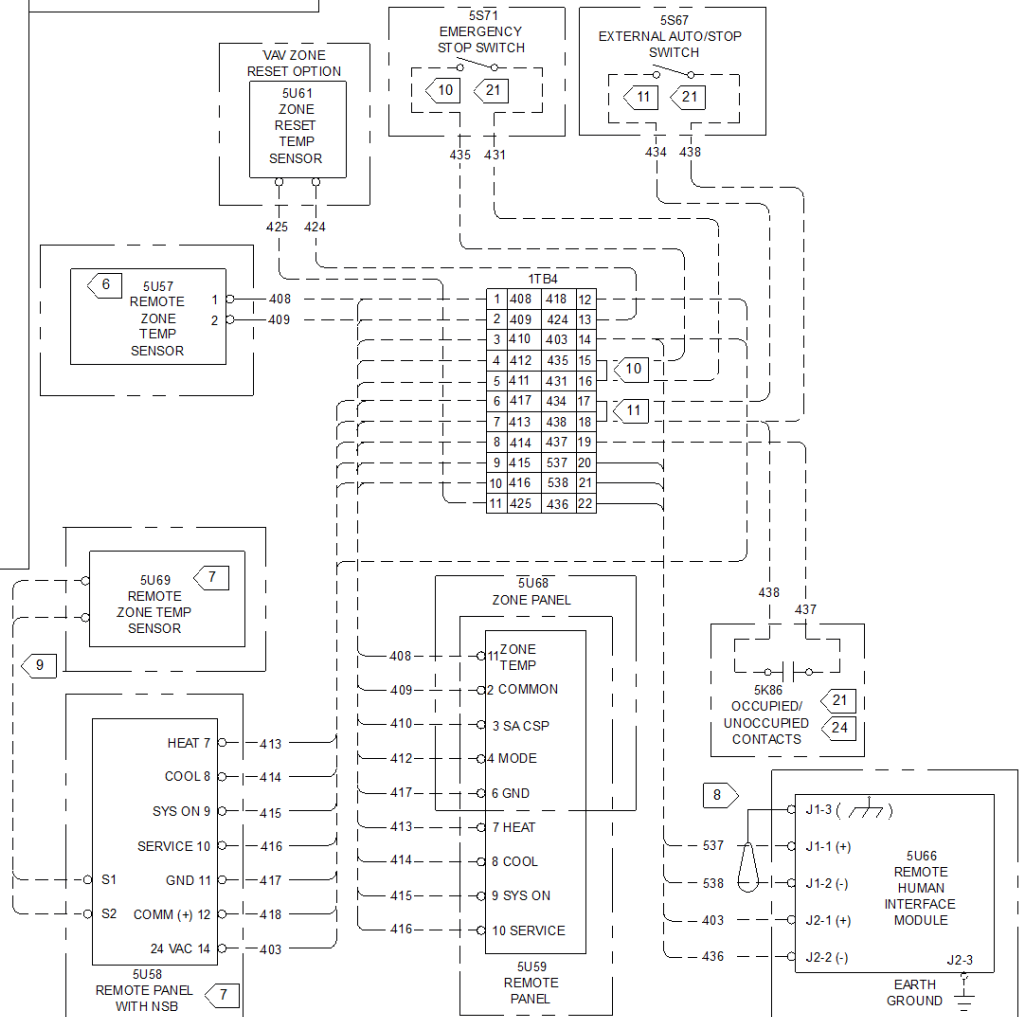 5S71
EMERGENCY
STOP SWITCH
10
21
435
431
5S67
EXTERNAL AUTO/STOP
SWITCH
11
21
434
438
VAV ZONE
RESET OPTION
5U61
ZONE
RESET
TEMP
SENSOR
425
424
6
5U57
REMOTE
ZONE
TEMP
SENSOR
1
2
408
409
1TB4
1 408 418 12
2 409 424 13
3 410 403 14
4 412 435 15
5 411 431 16
6 417 434 17
7 413 438 18
8 414 437 19
9 415 537 20
10 416 538 21
11 425 436 22
10
11
5U69
REMOTE
ZONE TEMP
SENSOR
7
9
5U68
ZONE PANEL
408 11 ZONE
TEMP
409 2 COMMON
410 3 SA CSP
412 4 MODE
417 6 GND
413 7 HEAT
414 8 COOL
415 9 SYS ON
416 10 SERVICE
5U59
REMOTE
PANEL
438
437
5K86
OCCUPIED/
UNOCCUPIED
CONTACTS
21
24
HEAT 7 413
COOL 8 414
SYS ON 9 415
SERVICE 10 416
S1 GND 11 417
S2 COMM (+) 12 418
24 VAC 14 403
5U58
REMOTE PANEL
WITH NSB
7
8
J1-3 ( )
537 J1-1 (+)
538 J1-2 (-)
403 J2-1 (+)
436 J2-2 (-)
5U66
REMOTE
HUMAN
INTERFACE
MODULE
J2-3
EARTH
GROUND